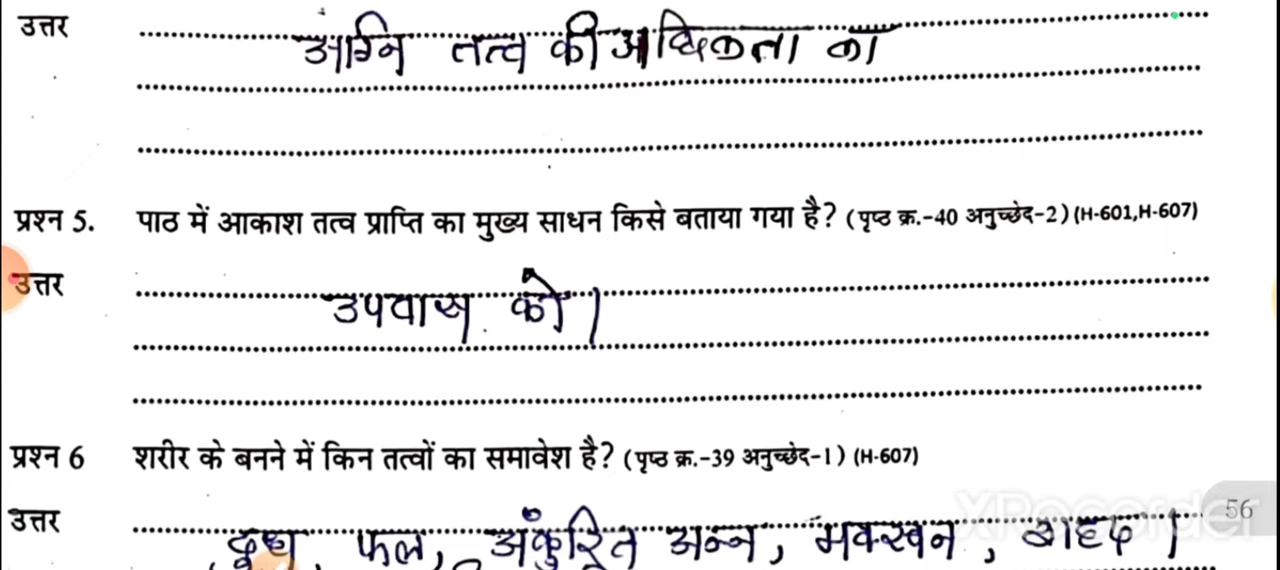 उत्तर
अग्नि तत्व की अधिकता का
प्रश्न 5. पाठ में आकाश तत्व प्राप्ति का मुख्य साधन किसे बताया गया है? (पृष्ठ क्र.-40 अनुच्छेद-2) (H-601,H-607)
उत्तर
उपवास को।
प्रश्न 6 शरीर के बनने में किन तत्वों का समावेश है? (पृष्ठ क्र.-39 अनुच्छेद-1) (H-607)
XRecorder
56
उत्तर
दूध, फल, अंकुरित अन्न, मक्खन, शहद।